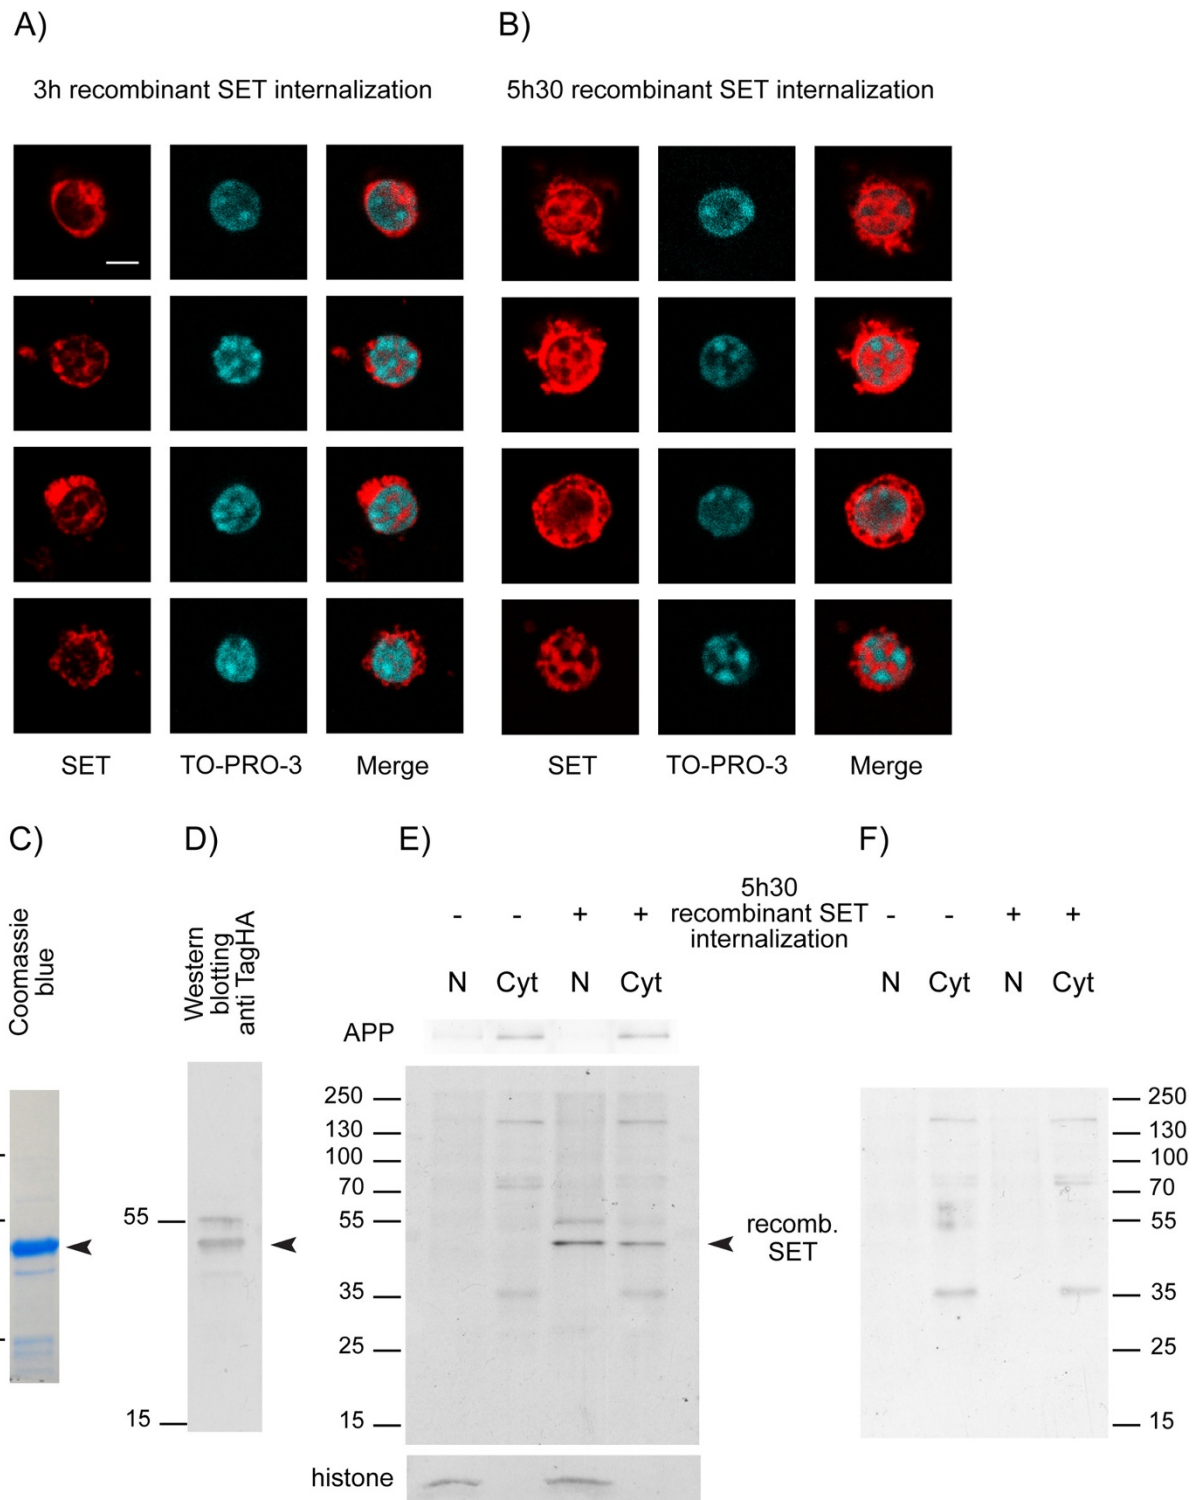 A)
B)
3h recombinant SET internalization
5h30 recombinant SET internalization
SET
TO-PRO-3
Merge
SET
TO-PRO-3
Merge
C)
D)
E)
F)
Coomassie
blue
Western
blotting
anti TagHA
5h30
recombinant SET
internalization
- - + +
- - + +
N Cyt N Cyt
N Cyt N Cyt
APP
55
15
250
130
100
70
55
35
25
15
recomb.
SET
250
130
100
70
55
35
25
15
histone